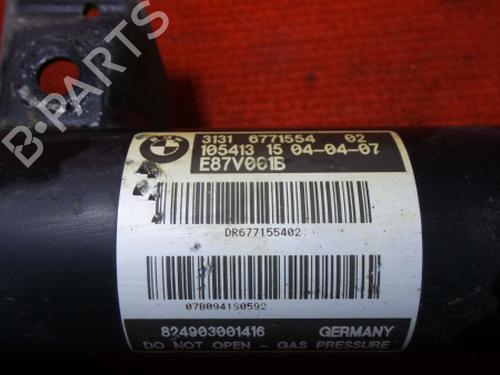 B-PARTS
3131 6771554 02
105413 15 04-04-07
E87V001B
DR677155402
07B0941S0592
824903001416 GERMANY
DO NOT OPEN - GAS PRESSURE